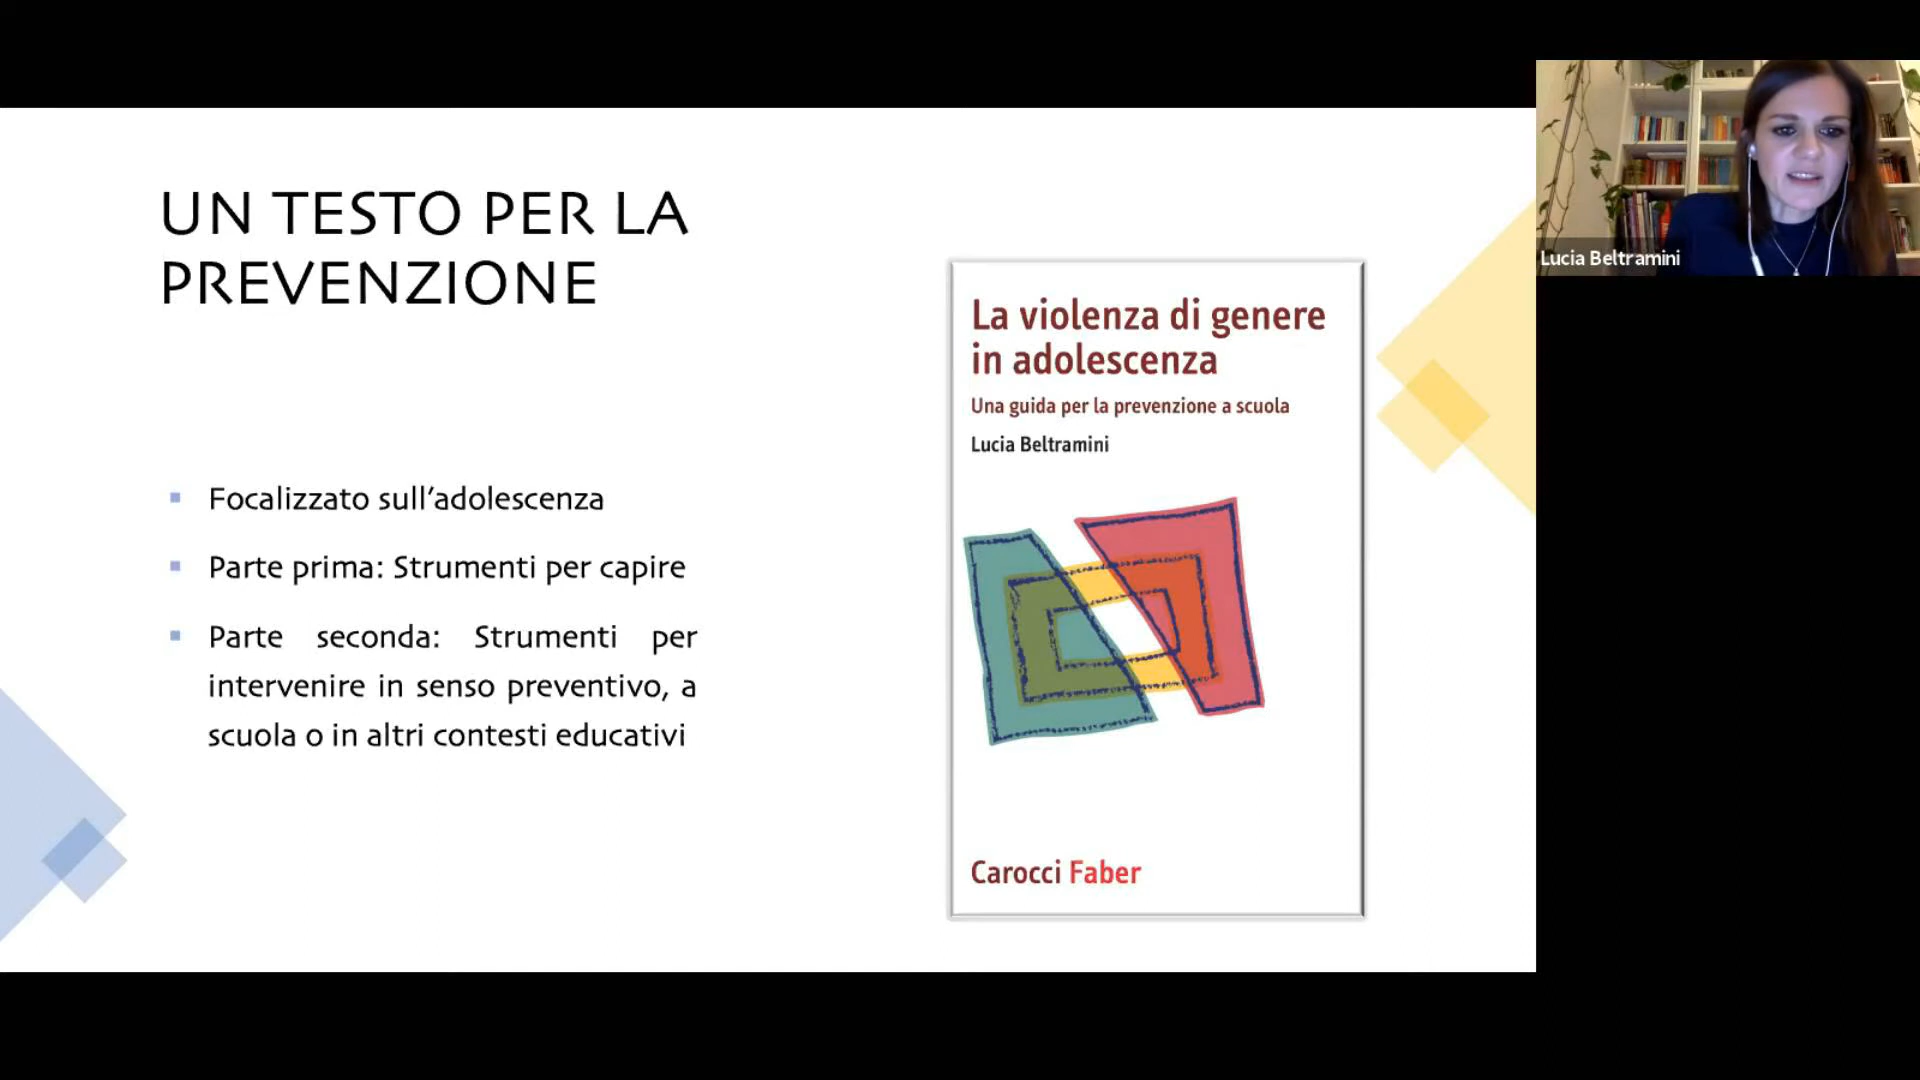 UN TESTO PER LA
PREVENZIONE
Focalizzato sull’adolescenza
Parte prima: Strumenti per capire
Parte seconda: Strumenti per
intervenire in senso preventivo, a
scuola o in altri contesti educativi
La violenza di genere
in adolescenza
Una guida per la prevenzione a scuola
Lucia Beltramini
Carocci Faber
Lucia Beltramini